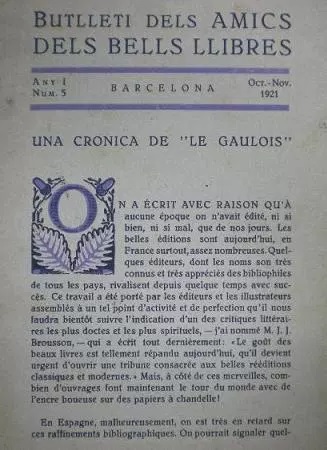 BUTLLETI DELS AMICS
DELS BELLS LLIBRES
ANY I
NUM. 5
BARCELONA
OCT.-NOV.
1921
UNA CRONICA DE "LE GAULOIS"
ON A ÉCRIT AVEC RAISON QU'À
aucune époque on n'avait édité, ni si
bien, ni si mal, que de nos jours. Les
belles éditions sont aujourd'hui, en
France surtout, assez nombreuses. Quel-
ques éditeurs, dont les noms son très
connus et très appréciés des bibliophiles
de tous les pays, rivalisent depuis quelque temps avec suc-
cès. Ce travail a été porté par les éditeurs et les illustrateurs
assemblés à un tel point d'activité et de perfection qu'il nous
faudra bientôt suivre l'indication d'un des critiques littérai-
res les plus doctes et les plus spirituels, — j'ai nommé M. J. J.
Brousson, — qui a écrit tout dernièrement: «Le goût des
beaux livres est tellement répandu aujourd'hui, qu'il devient
urgent d'ouvrir une tribune consacrée aux belles rééditions
classiques et modernes.» Mais, à côté de ces merveilles, com-
bien d'ouvrages font maintenant le tour du monde avec de
l'encre boueuse sur des papiers à chandelle!
En Espagne, malheureusement, on est très en retard sur
ces raffinements bibliographiques. On pourrait signaler quel-